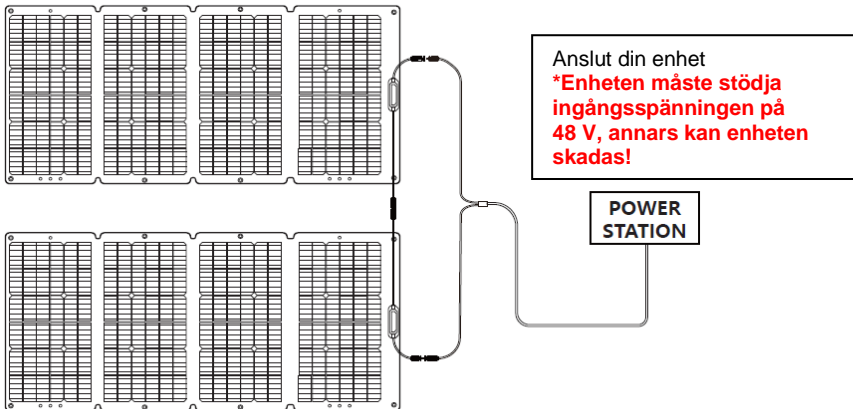 Anslut din enhet
*Enheten måste stödja
ingångsspänningen på
48 V, annars kan enheten
skadas!
POWER
STATION